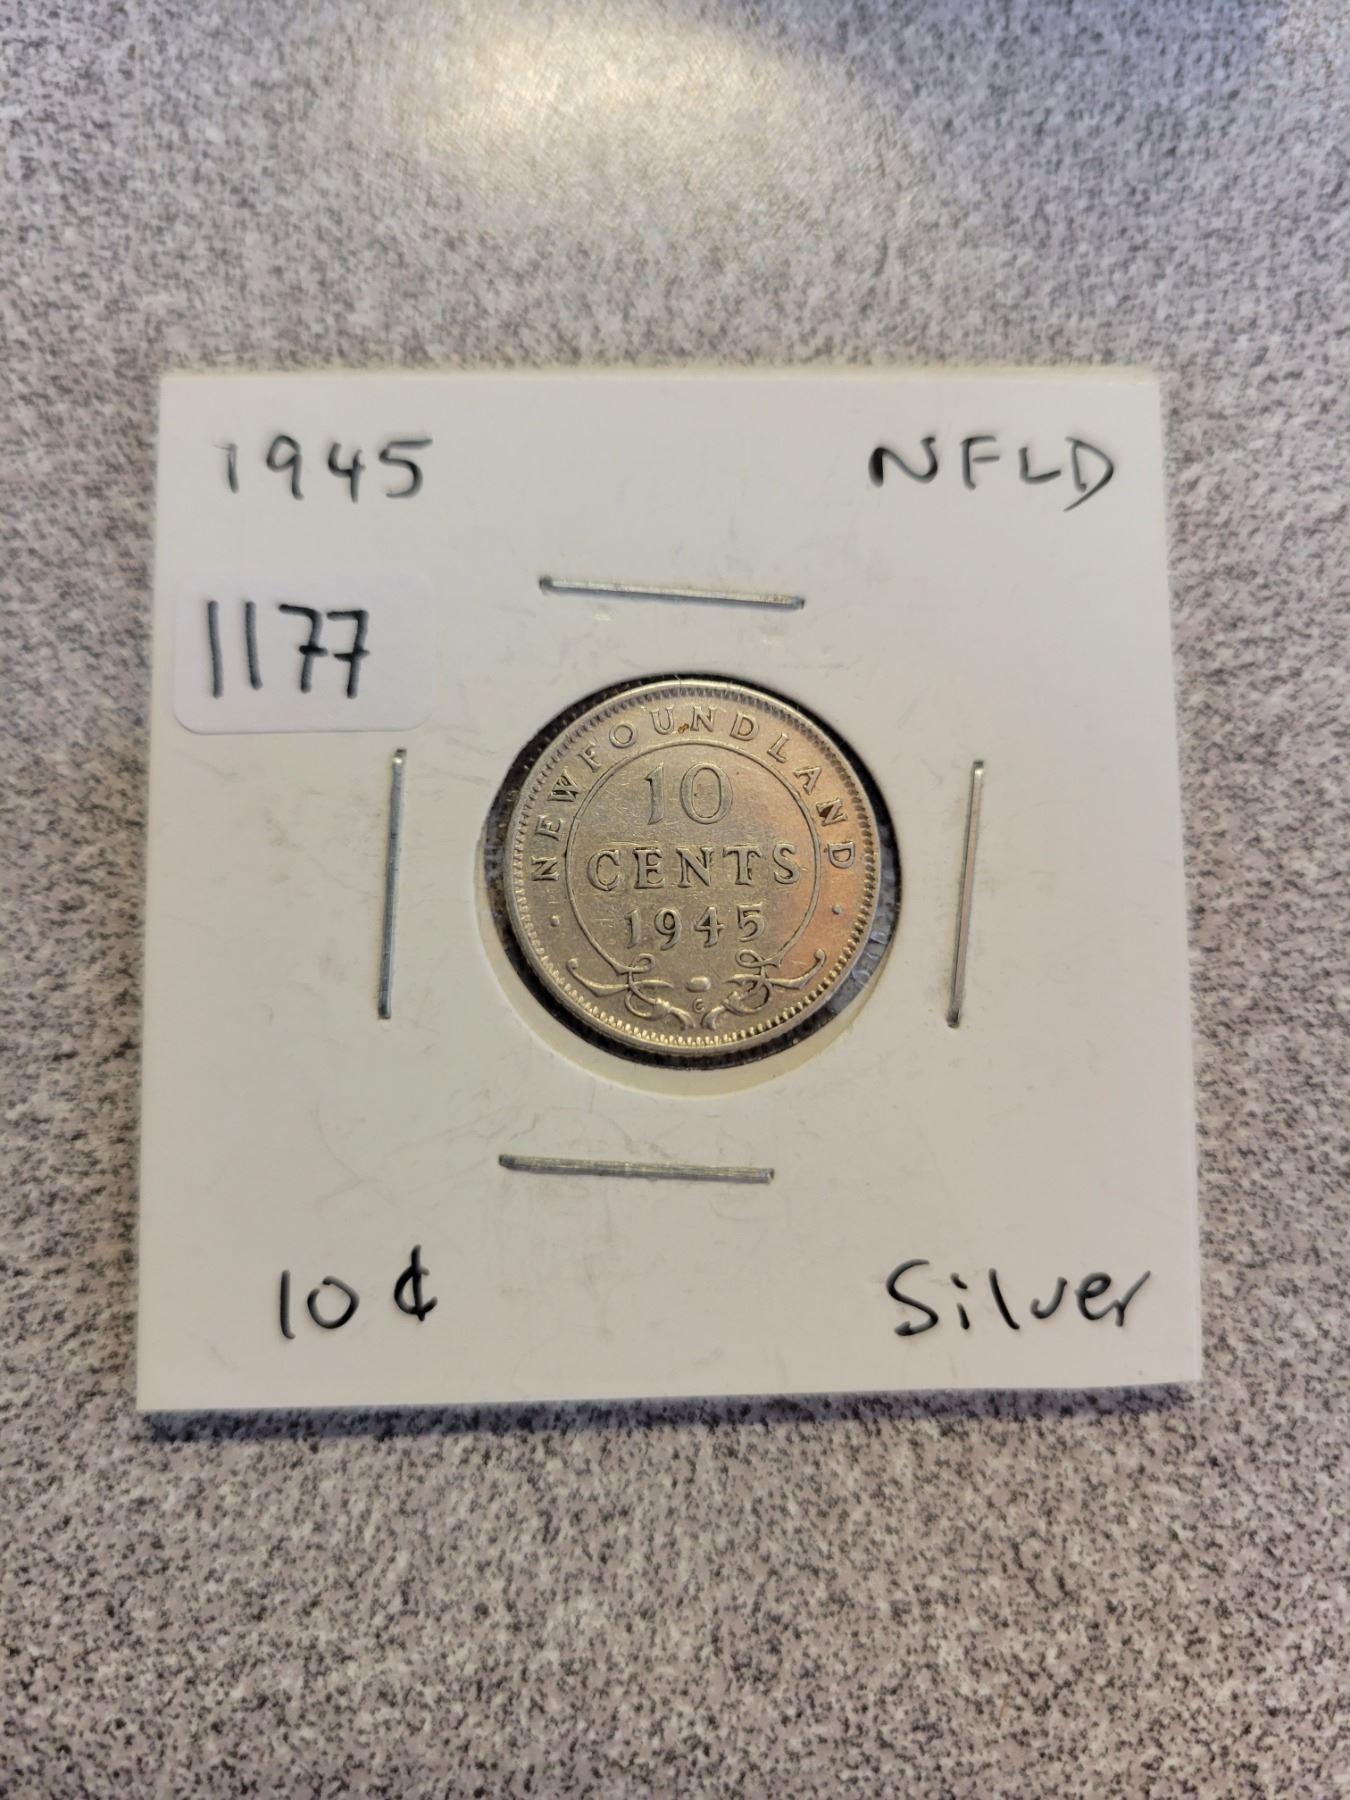 1945 NFLD
1177
NEWFOUNDLAND
10
CENTS
1945
C
10¢ Silver